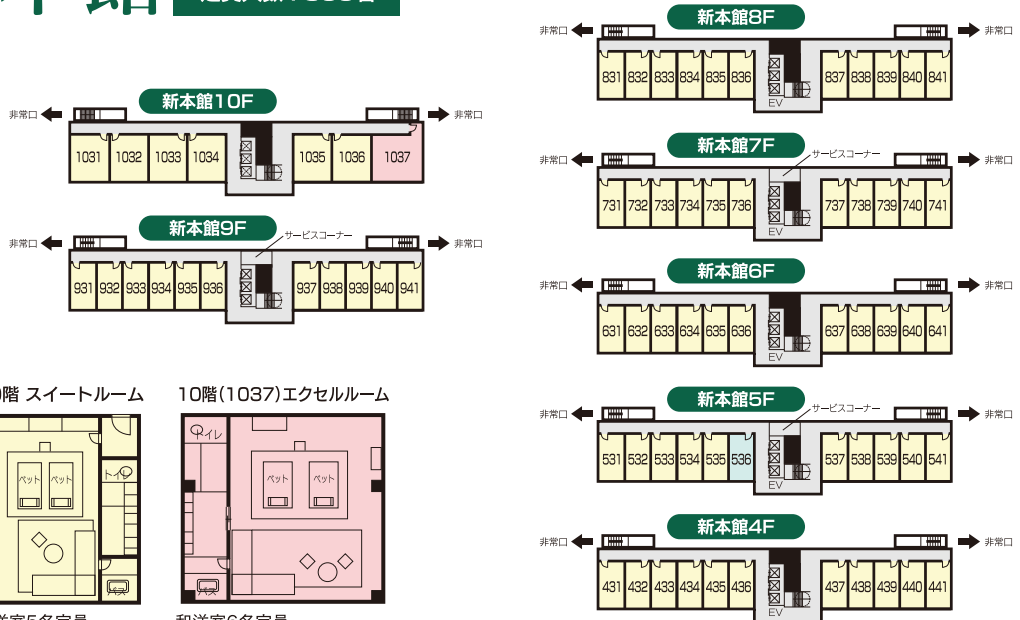 新本館10F
非常口
非常口
1031 1032 1033 1034 1035 1036 1037
新本館9F
サービスコーナー
非常口
非常口
931 932 933 934 935 936 937 938 939 940 941
階 スイートルーム
ベット ベット
トイレ
バス
10階(1037)エクセルルーム
トイレ
ベット ベット
バス
新本館8F
非常口
非常口
831 832 833 834 835 836 837 838 839 840 841
EV
新本館7F
サービスコーナー
非常口
非常口
731 732 733 734 735 736 737 738 739 740 741
EV
新本館6F
非常口
非常口
631 632 633 634 635 636 637 638 639 640 641
EV
新本館5F
サービスコーナー
非常口
非常口
531 532 533 534 535 536 537 538 539 540 541
EV
新本館4F
非常口
非常口
431 432 433 434 435 436 437 438 439 440 441
EV